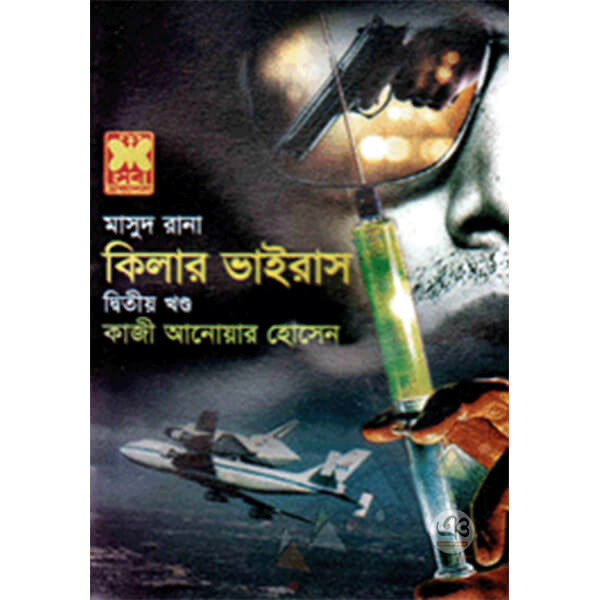 সেবা
মাসুদ রানা
কিলার ভাইরাস
দ্বিতীয় খণ্ড
কাজী আনোয়ার হোসেন